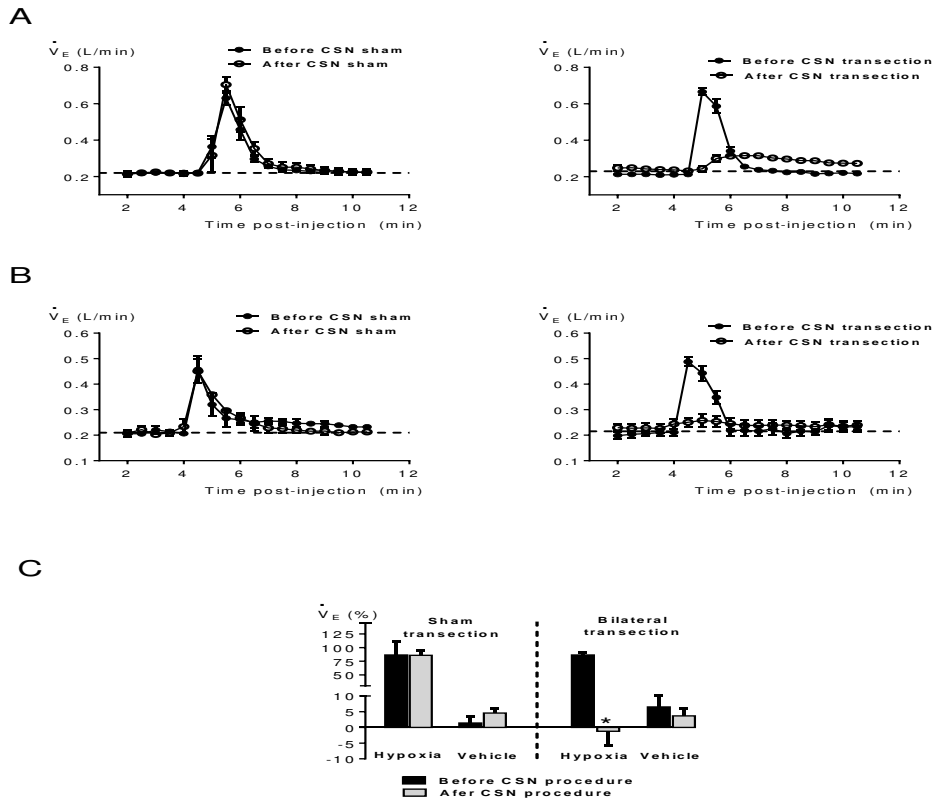 A
V̇E (L/min)
Before CSN sham
After CSN sham
0.8
0.6
0.4
0.2
2 4 6 8 10 12
Time post-injection (min)
V̇E (L/min)
Before CSN transection
After CSN transection
0.8
0.6
0.4
0.2
2 4 6 8 10 12
Time post-injection (min)
B
V̇E (L/min)
Before CSN sham
After CSN sham
0.6
0.5
0.4
0.3
0.2
0.1
2 4 6 8 10 12
Time post-injection (min)
V̇E (L/min)
Before CSN transection
After CSN transection
0.6
0.5
0.4
0.3
0.2
0.1
2 4 6 8 10 12
Time post-injection (min)
C
V̇E (%)
Sham
transection
Bilateral
transection
125
100
75
10
5
0
-5
-10
*
Hypoxia Vehicle
Hypoxia Vehicle
Before CSN procedure
Afer CSN procedure